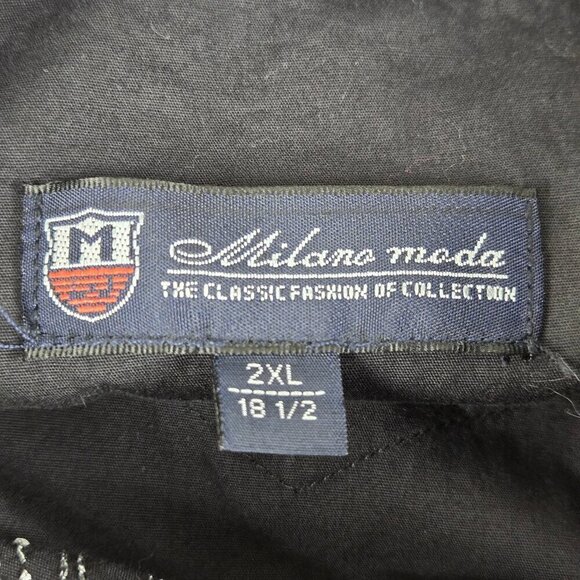 M
Milano moda
THE CLASSIC FASHION OF COLLECTION
2XL
18 1/2